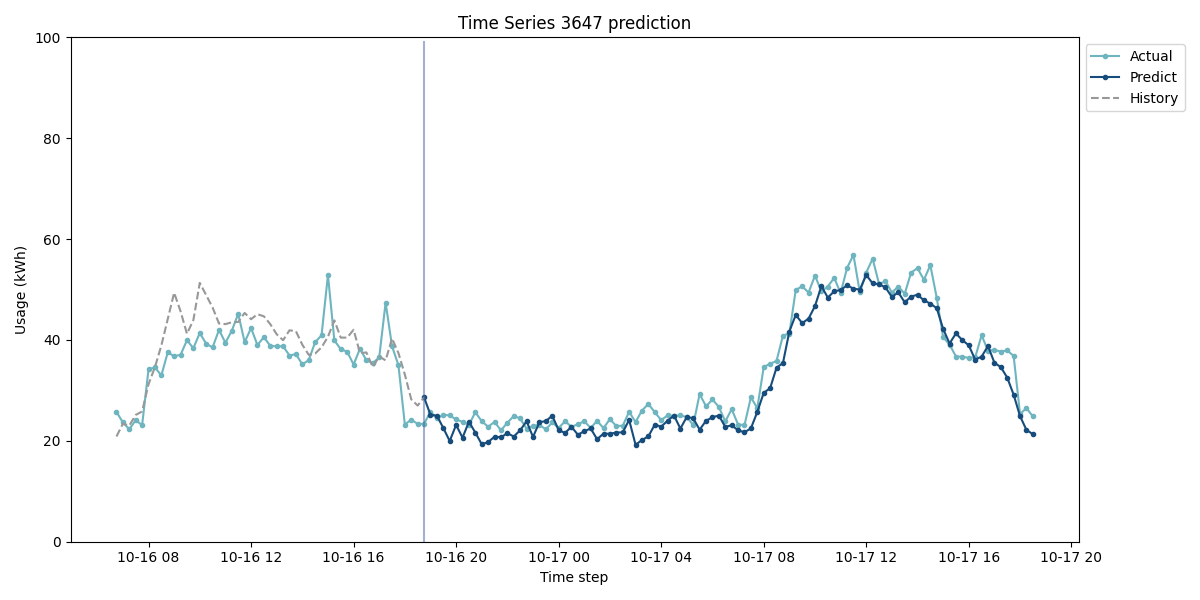 Time Series 3647 prediction
100
80
60
40
20
0
Usage (kWh)
10-16 08
10-16 12
10-16 16
10-16 20
10-17 00
10-17 04
10-17 08
10-17 12
10-17 16
10-17 20
Time step
Actual
Predict
History